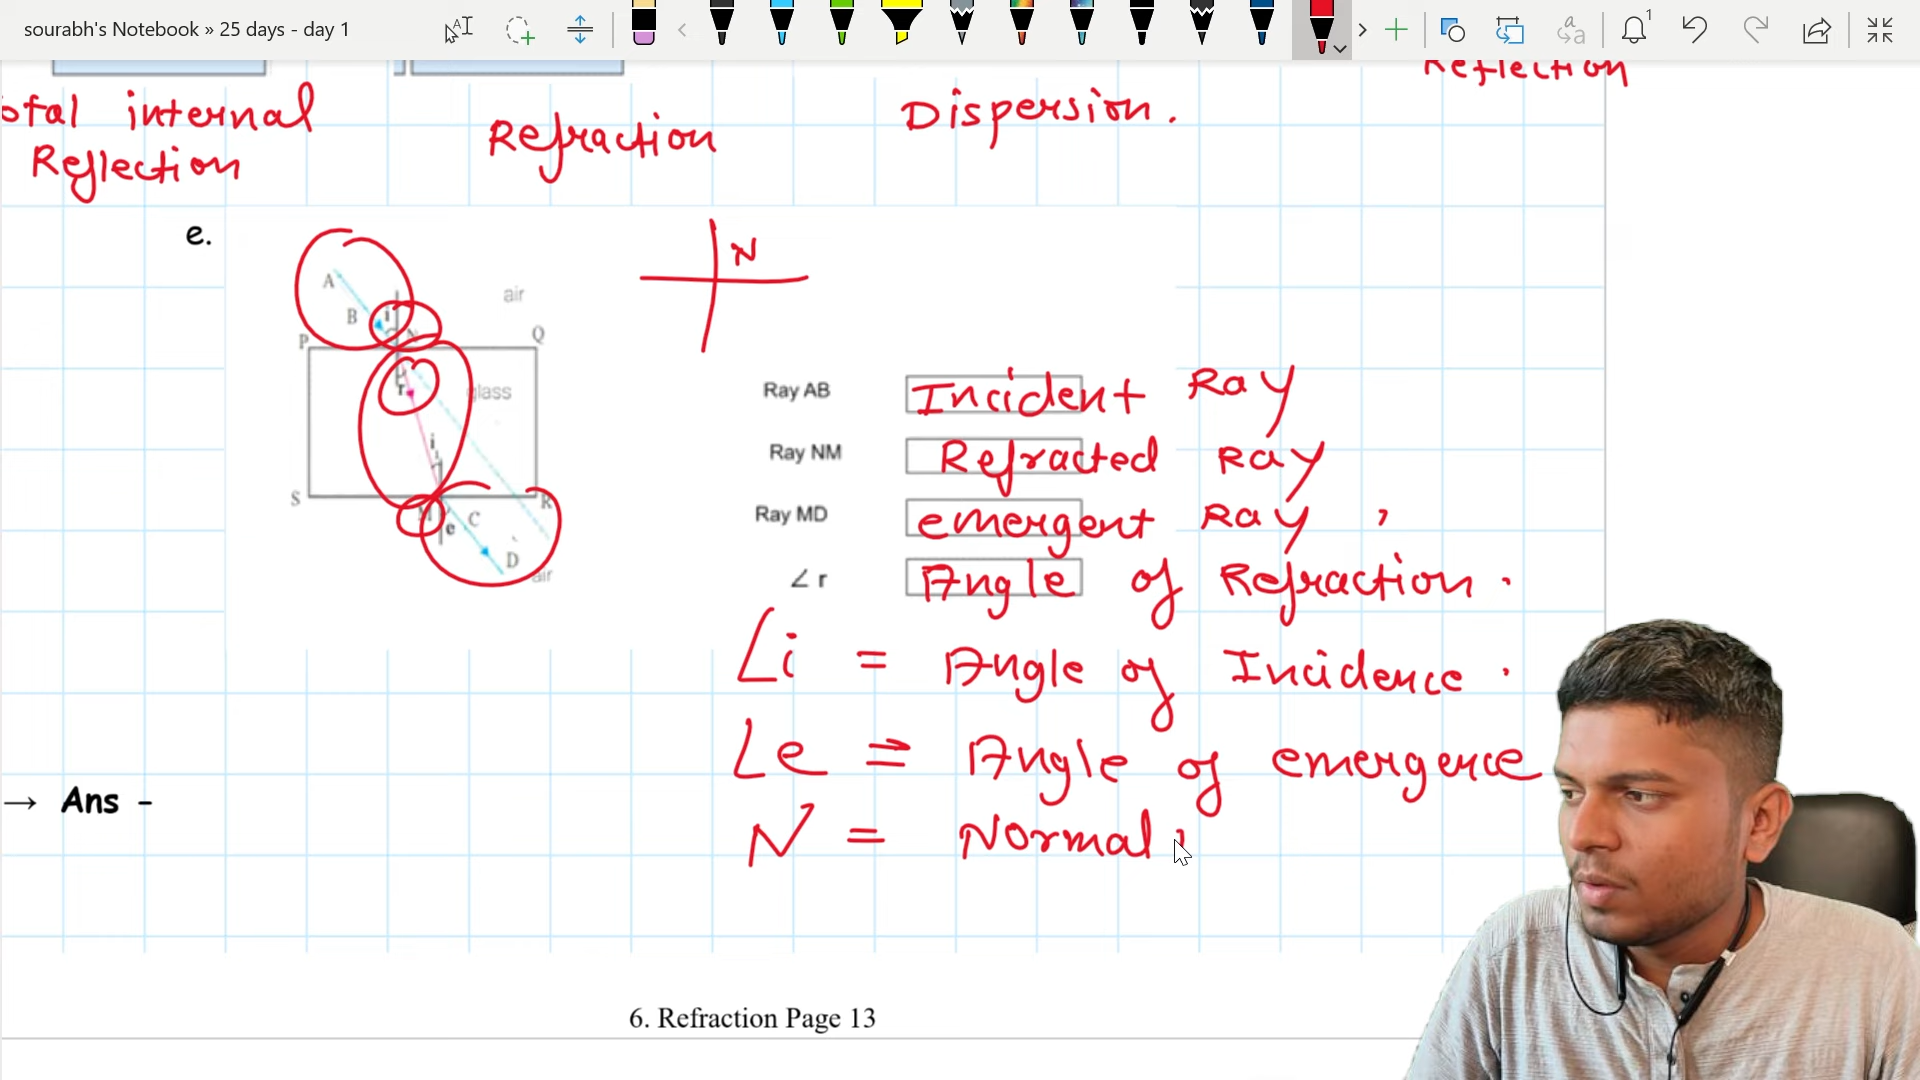 sourabh's Notebook » 25 days - day 1
Reflection
otal internal
Reflection
Refraction
Dispersion.
e.
A
B
i
air
N
P
Q
N
r
glass
i
S
R
M
e
C
D
air
Ray AB Incident Ray
Ray NM Refracted Ray
Ray MD emergent Ray ,
∠ r Angle of Refraction.
∠i = Angle of Incidence.
∠e = Angle of emergence
N = Normal.
→ Ans -
6. Refraction Page 13